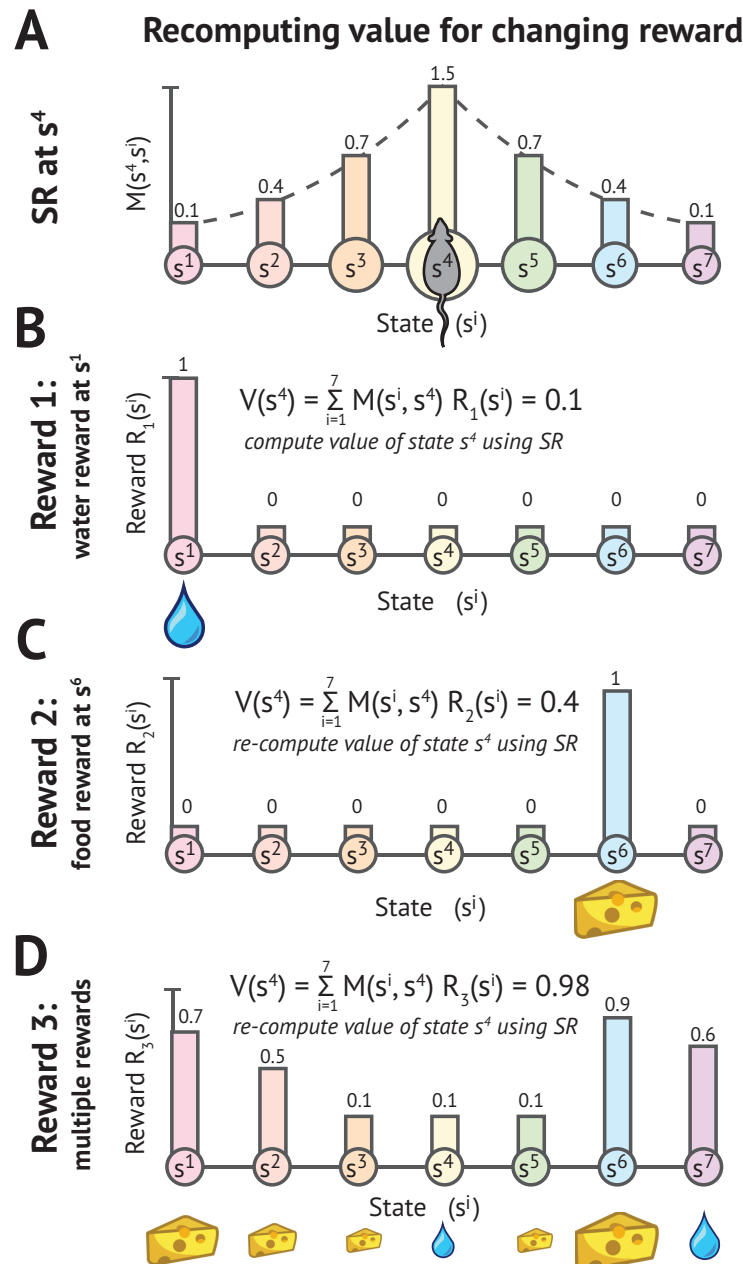 A
Recomputing value for changing reward
SR at s⁴
M(s⁴,sⁱ)
0.1 0.4 0.7 1.5 0.7 0.4 0.1
s¹ s² s³ s⁴ s⁵ s⁶ s⁷
State (sⁱ)
B
Reward 1:
water reward at s¹
Reward R₁(sⁱ)
V(s⁴) = Σ M(sⁱ, s⁴) R₁(sⁱ) = 0.1
7
i=1
compute value of state s⁴ using SR
1 0 0 0 0 0 0
s¹ s² s³ s⁴ s⁵ s⁶ s⁷
State (sⁱ)
C
Reward 2:
food reward at s⁶
Reward R₂(sⁱ)
V(s⁴) = Σ M(sⁱ, s⁴) R₂(sⁱ) = 0.4
7
i=1
re-compute value of state s⁴ using SR
0 0 0 0 0 1 0
s¹ s² s³ s⁴ s⁵ s⁶ s⁷
State (sⁱ)
D
Reward 3:
multiple rewards
Reward R₃(sⁱ)
V(s⁴) = Σ M(sⁱ, s⁴) R₃(sⁱ) = 0.98
7
i=1
re-compute value of state s⁴ using SR
0.7 0.5 0.1 0.1 0.1 0.9 0.6
s¹ s² s³ s⁴ s⁵ s⁶ s⁷
State (sⁱ)